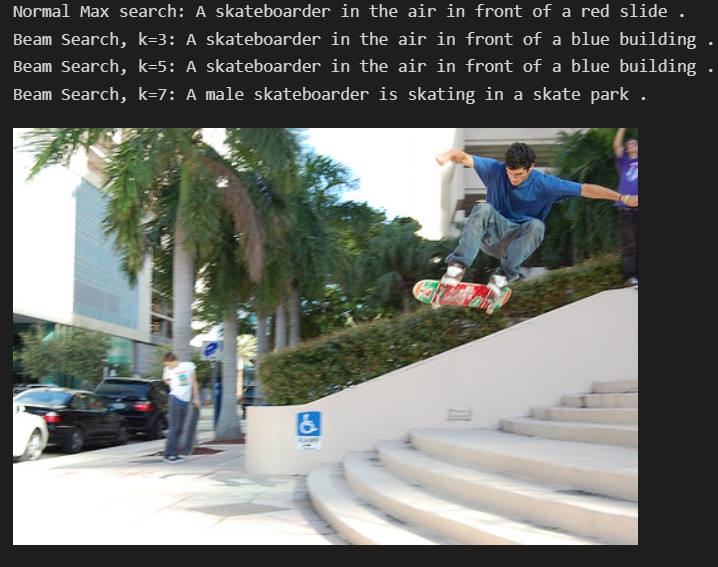 Normal Max search: A skateboarder in the air in front of a red slide .
Beam Search, k=3: A skateboarder in the air in front of a blue building .
Beam Search, k=5: A skateboarder in the air in front of a blue building .
Beam Search, k=7: A male skateboarder is skating in a skate park .